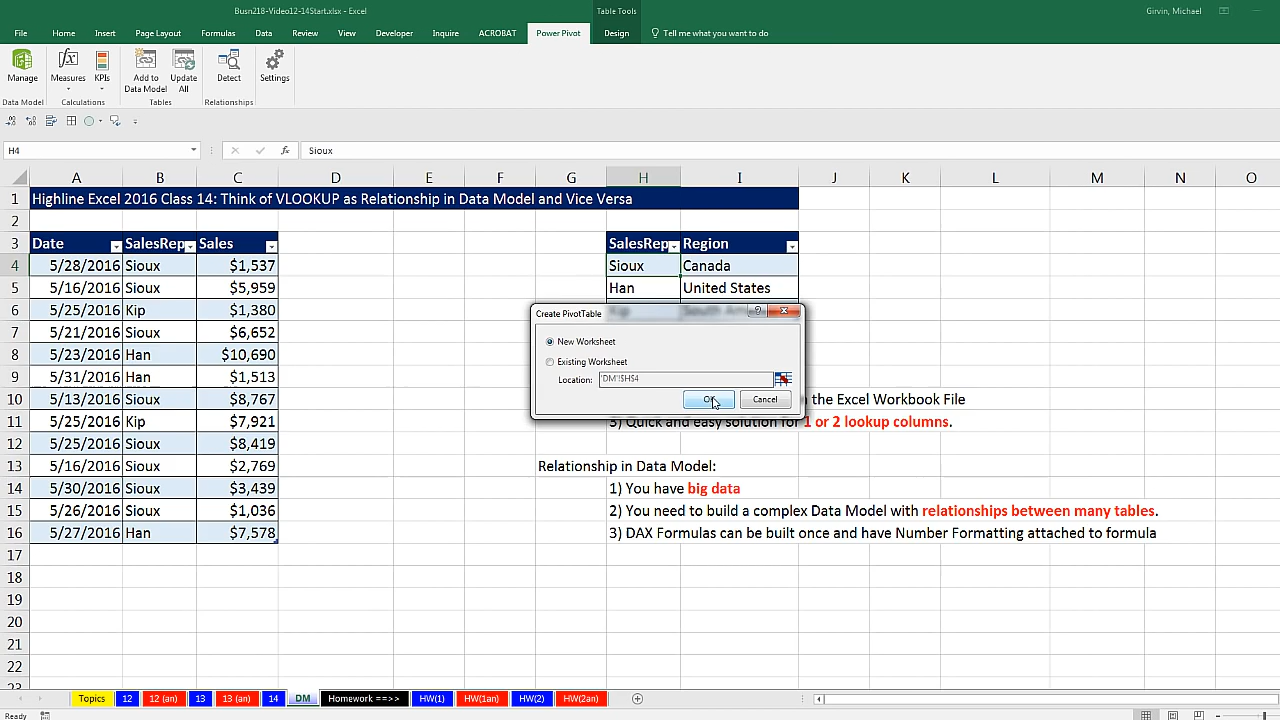 Busn218-Video12-14Start.xlsx - Excel
Table Tools
Girvin, Michael
File Home Insert Page Layout Formulas Data Review View Developer Inquire ACROBAT Power Pivot Design Tell me what you want to do
Manage Measures KPIs Add to Data Model Update All Detect Settings
Data Model Calculations Tables Relationships
H4 fx Sioux
A B C D E F G H I J K L M N O
1 Highline Excel 2016 Class 14: Think of VLOOKUP as Relationship in Data Model and Vice Versa
2
3 Date SalesRep Sales SalesRep Region
4 5/28/2016 Sioux $1,537 Sioux Canada
5 5/16/2016 Sioux $5,959 Han United States
6 5/25/2016 Kip $1,380 Kip
7 5/21/2016 Sioux $6,652
8 5/23/2016 Han $10,690
9 5/31/2016 Han $1,513
10 5/13/2016 Sioux $8,767 the Excel Workbook File
11 5/25/2016 Kip $7,921 3) Quick and easy solution for 1 or 2 lookup columns.
12 5/25/2016 Sioux $8,419
13 5/16/2016 Sioux $2,769 Relationship in Data Model:
14 5/30/2016 Sioux $3,439 1) You have big data
15 5/26/2016 Sioux $1,036 2) You need to build a complex Data Model with relationships between many tables.
16 5/27/2016 Han $7,578 3) DAX Formulas can be built once and have Number Formatting attached to formula
17
18
19
20
21
22
23
Create PivotTable
New Worksheet
Existing Worksheet
Location: 'DM'!$H$4
OK Cancel
Topics 12 12 (an) 13 13 (an) 14 DM Homework ==>> HW(1) HW(1an) HW(2) HW(2an)
Ready